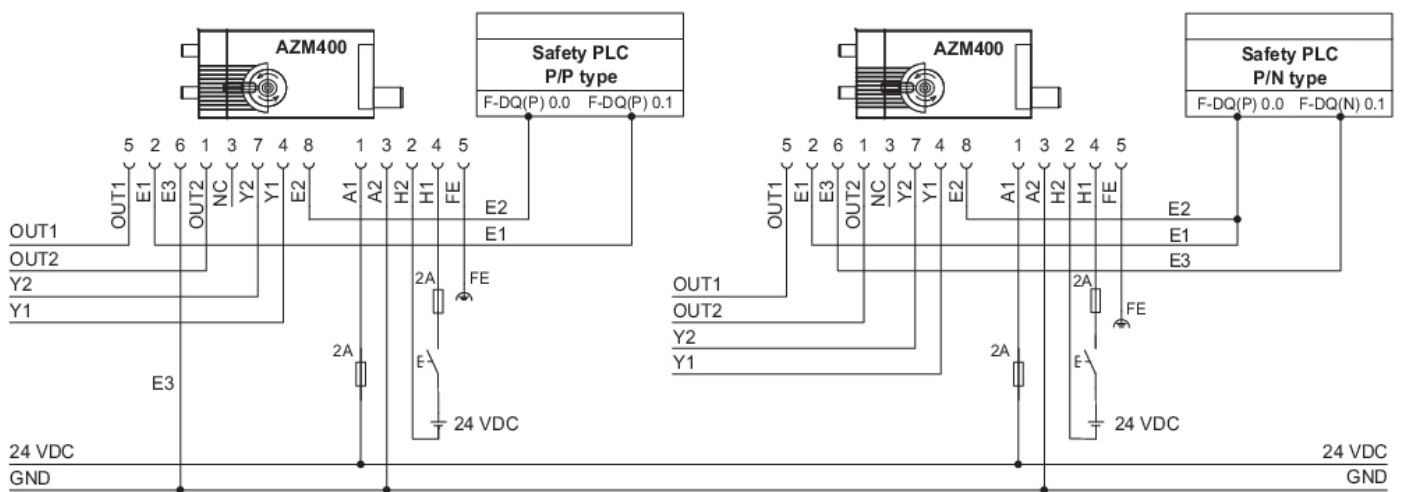 AZM400
Safety PLC
P/P type
F-DQ(P) 0.0 F-DQ(P) 0.1
AZM400
Safety PLC
P/N type
F-DQ(P) 0.0 F-DQ(N) 0.1
5 2 6 1 3 7 4 8 1 3 2 4 5
OUT1 E1 E3 OUT2 NC Y2 Y1 E2 A1 A2 H2 H1 FE
5 2 6 1 3 7 4 8 1 3 2 4 5
OUT1 E1 E3 OUT2 NC Y2 Y1 E2 A1 A2 H2 H1 FE
E2
E1
OUT1
OUT2
Y2
Y1
2A
FE
2A
E3
24 VDC
E2
E1
E3
OUT1
OUT2
Y2
Y1
2A
FE
2A
24 VDC
24 VDC
GND
24 VDC
GND